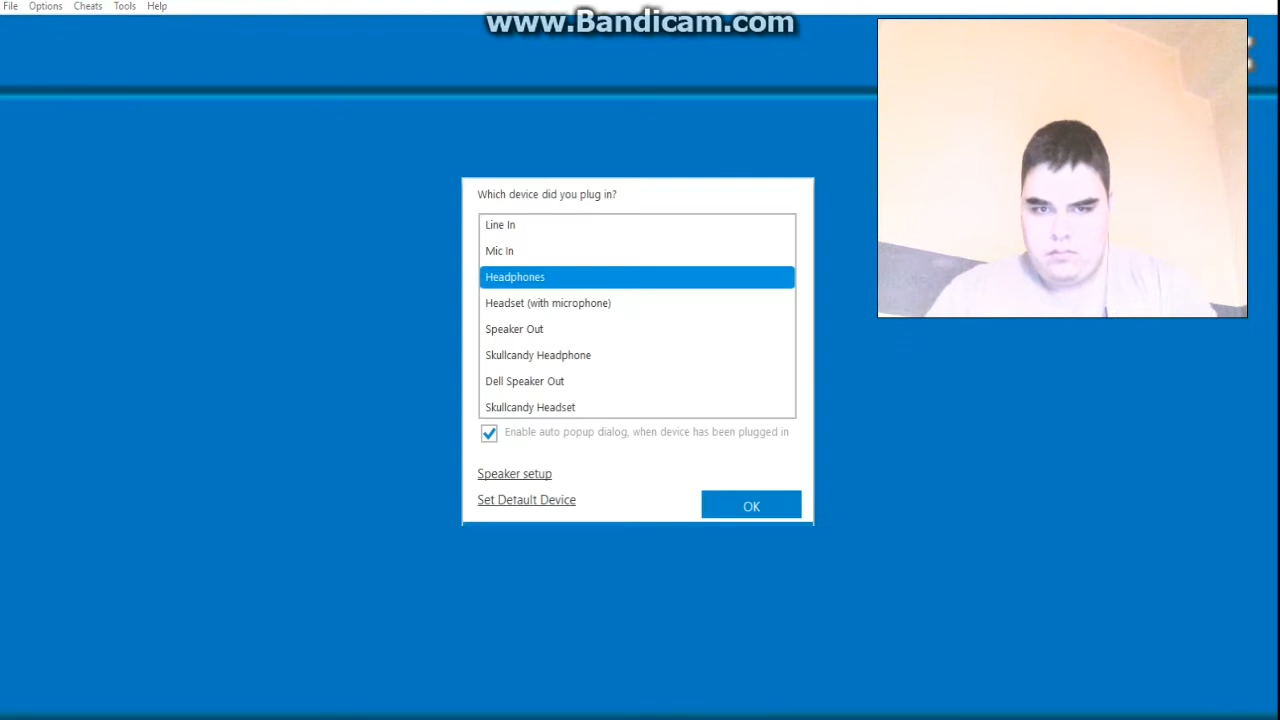 File Options Cheats Tools Help
www.Bandicam.com
Which device did you plug in?
Line In
Mic In
Headphones
Headset (with microphone)
Speaker Out
Skullcandy Headphone
Dell Speaker Out
Skullcandy Headset
Enable auto popup dialog, when device has been plugged in
Speaker setup
Set Default Device
OK